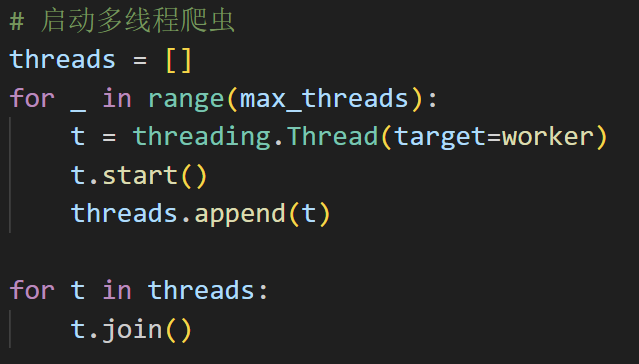 # 启动多线程爬虫
threads = []
for _ in range(max_threads):
    t = threading.Thread(target=worker)
    t.start()
    threads.append(t)

for t in threads:
    t.join()